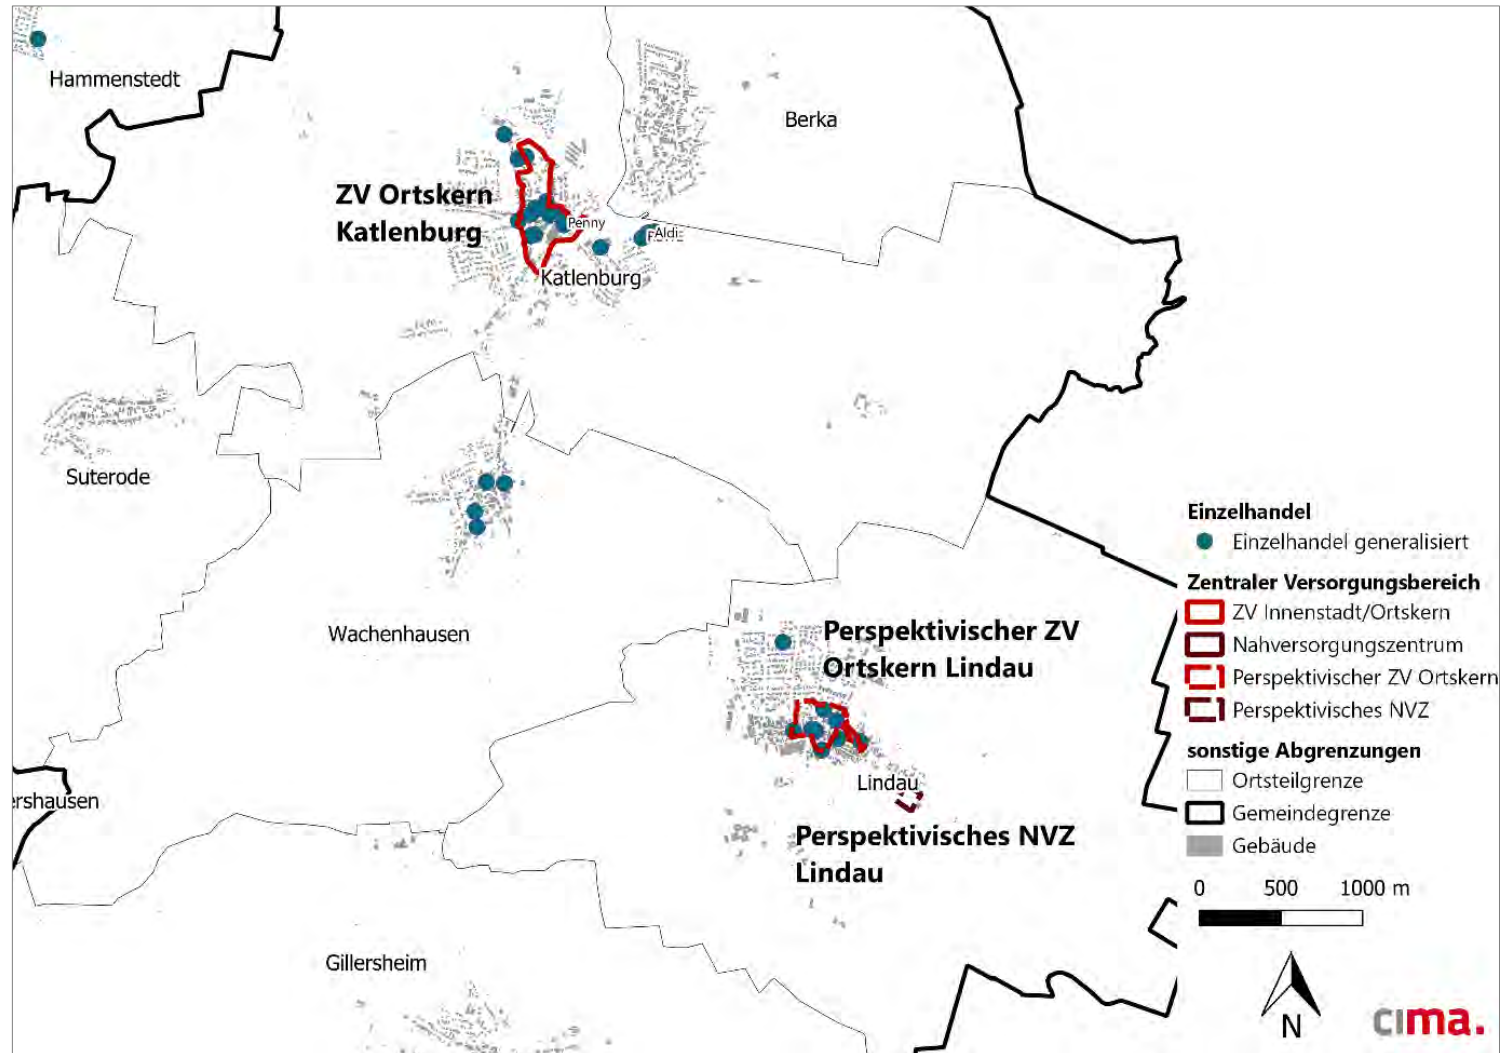 Hammenstedt
Berka
ZV Ortskern
Katlenburg
Penny
Aldi
Katlenburg
Suterode
Wachenhausen
Perspektivischer ZV
Ortskern Lindau
Lindau
Perspektivisches NVZ
Lindau
ershausen
Gillersheim
Einzelhandel
Einzelhandel generalisiert
Zentraler Versorgungsbereich
ZV Innenstadt/Ortskern
Nahversorgungszentrum
Perspektivischer ZV Ortskern
Perspektivisches NVZ
sonstige Abgrenzungen
Ortsteilgrenze
Gemeindegrenze
Gebäude
0 500 1000 m
N
cima.